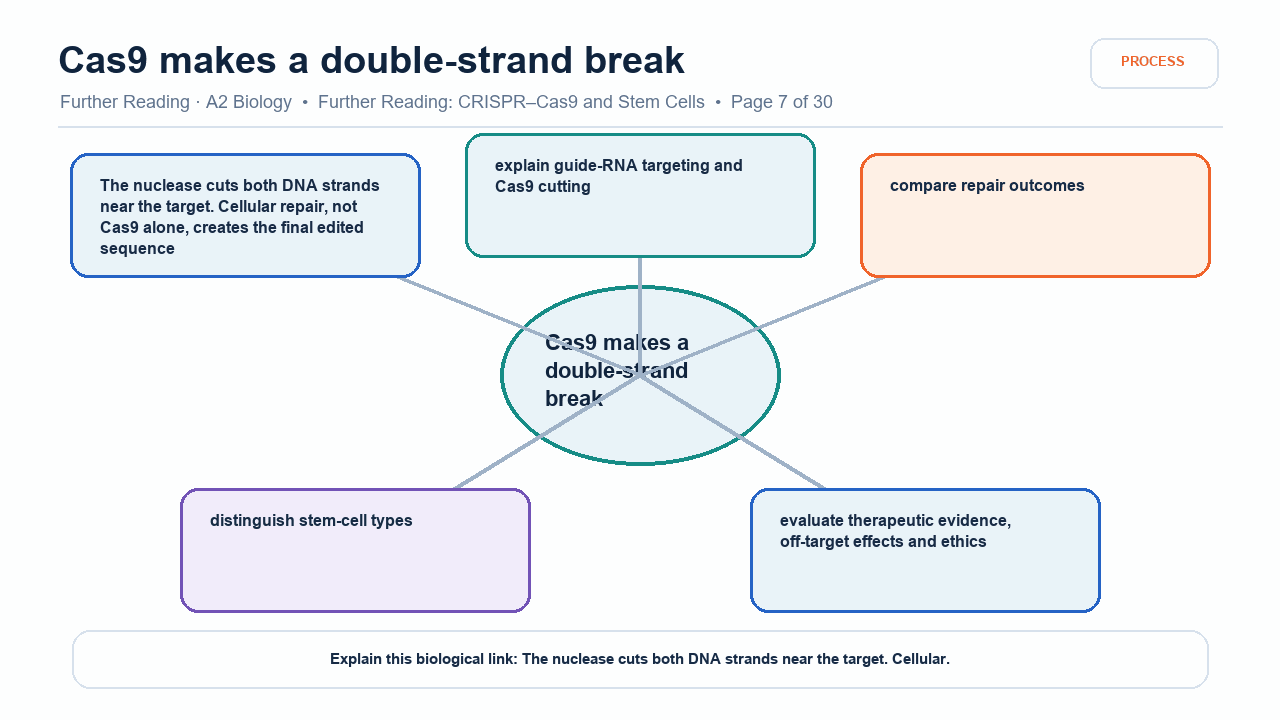 Cas9 makes a double-strand break
PROCESS
Further Reading · A2 Biology • Further Reading: CRISPR–Cas9 and Stem Cells • Page 7 of 30
The nuclease cuts both DNA strands
near the target. Cellular repair, not
Cas9 alone, creates the final edited
sequence
explain guide-RNA targeting and
Cas9 cutting
compare repair outcomes
Cas9 makes a
double-strand
break
distinguish stem-cell types
evaluate therapeutic evidence,
off-target effects and ethics
Explain this biological link: The nuclease cuts both DNA strands near the target. Cellular.